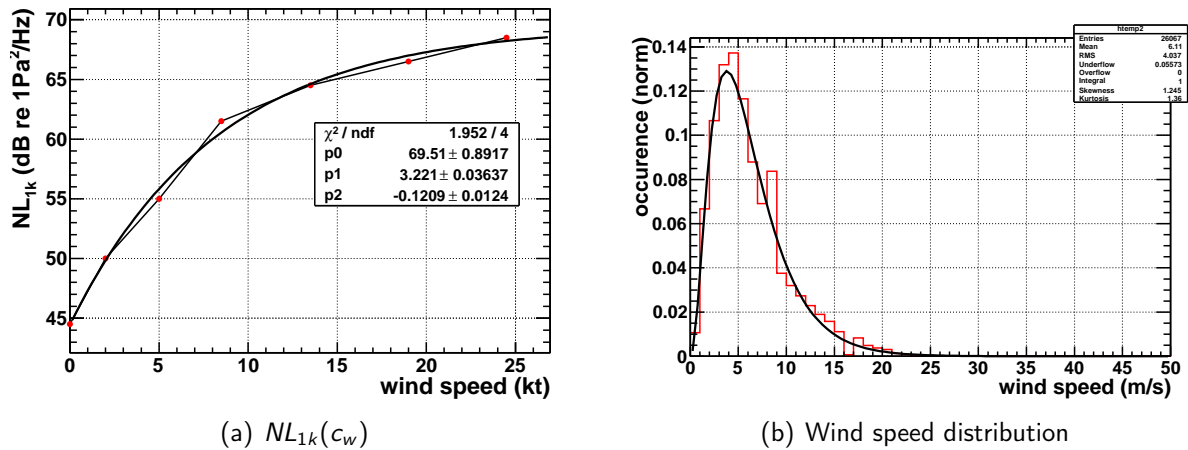 NL1k (dB re 1Pa²/Hz)
70
65
60
55
50
45
0 5 10 15 20 25
wind speed (kt)
χ² / ndf 1.952 / 4
p0 69.51 ± 0.8917
p1 3.221 ± 0.03637
p2 -0.1209 ± 0.0124
(a) NL1k(cw)
occurence (norm)
0.14
0.12
0.1
0.08
0.06
0.04
0.02
0
0 5 10 15 20 25 30 35 40 45 50
wind speed (m/s)
htemp2
Entries 26067
Mean 6.11
RMS 4.037
Underflow 0.05573
Overflow 0
Integral 1
Skewness 1.245
Kurtosis 1.36
(b) Wind speed distribution